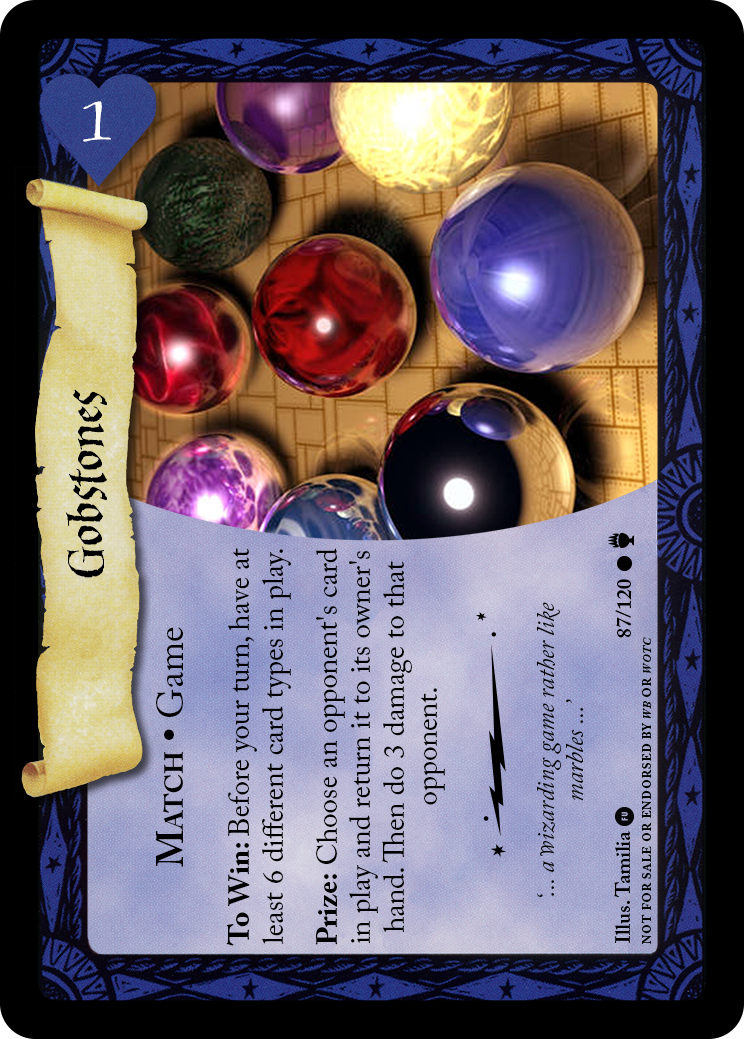 1
Gobstones
MATCH • Game
To Win: Before your turn, have at
least 6 different card types in play.
Prize: Choose an opponent's card
in play and return it to its owner's
hand. Then do 3 damage to that
opponent.
‘... a wizarding game rather like
marbles ...’
Illus. Tamilia FU 87/120
NOT FOR SALE OR ENDORSED BY WB OR WOTC